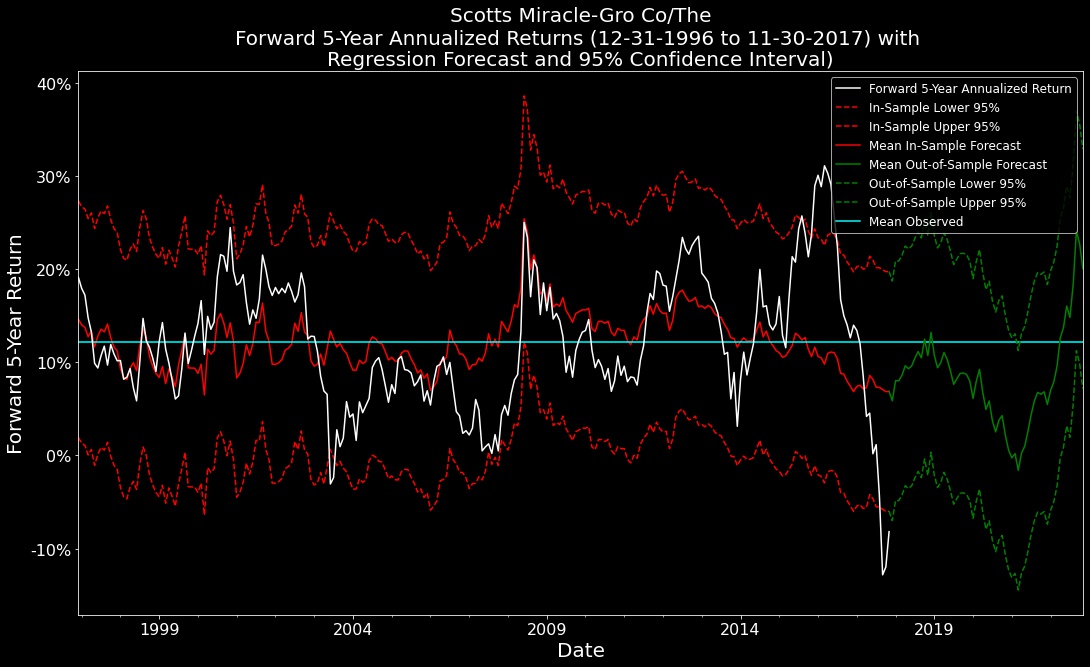 Scotts Miracle-Gro Co/The
Forward 5-Year Annualized Returns (12-31-1996 to 11-30-2017) with
Regression Forecast and 95% Confidence Interval)
Forward 5-Year Return
40%
30%
20%
10%
0%
-10%
Forward 5-Year Annualized Return
In-Sample Lower 95%
In-Sample Upper 95%
Mean In-Sample Forecast
Mean Out-of-Sample Forecast
Out-of-Sample Lower 95%
Out-of-Sample Upper 95%
Mean Observed
1999 2004 2009 2014 2019
Date